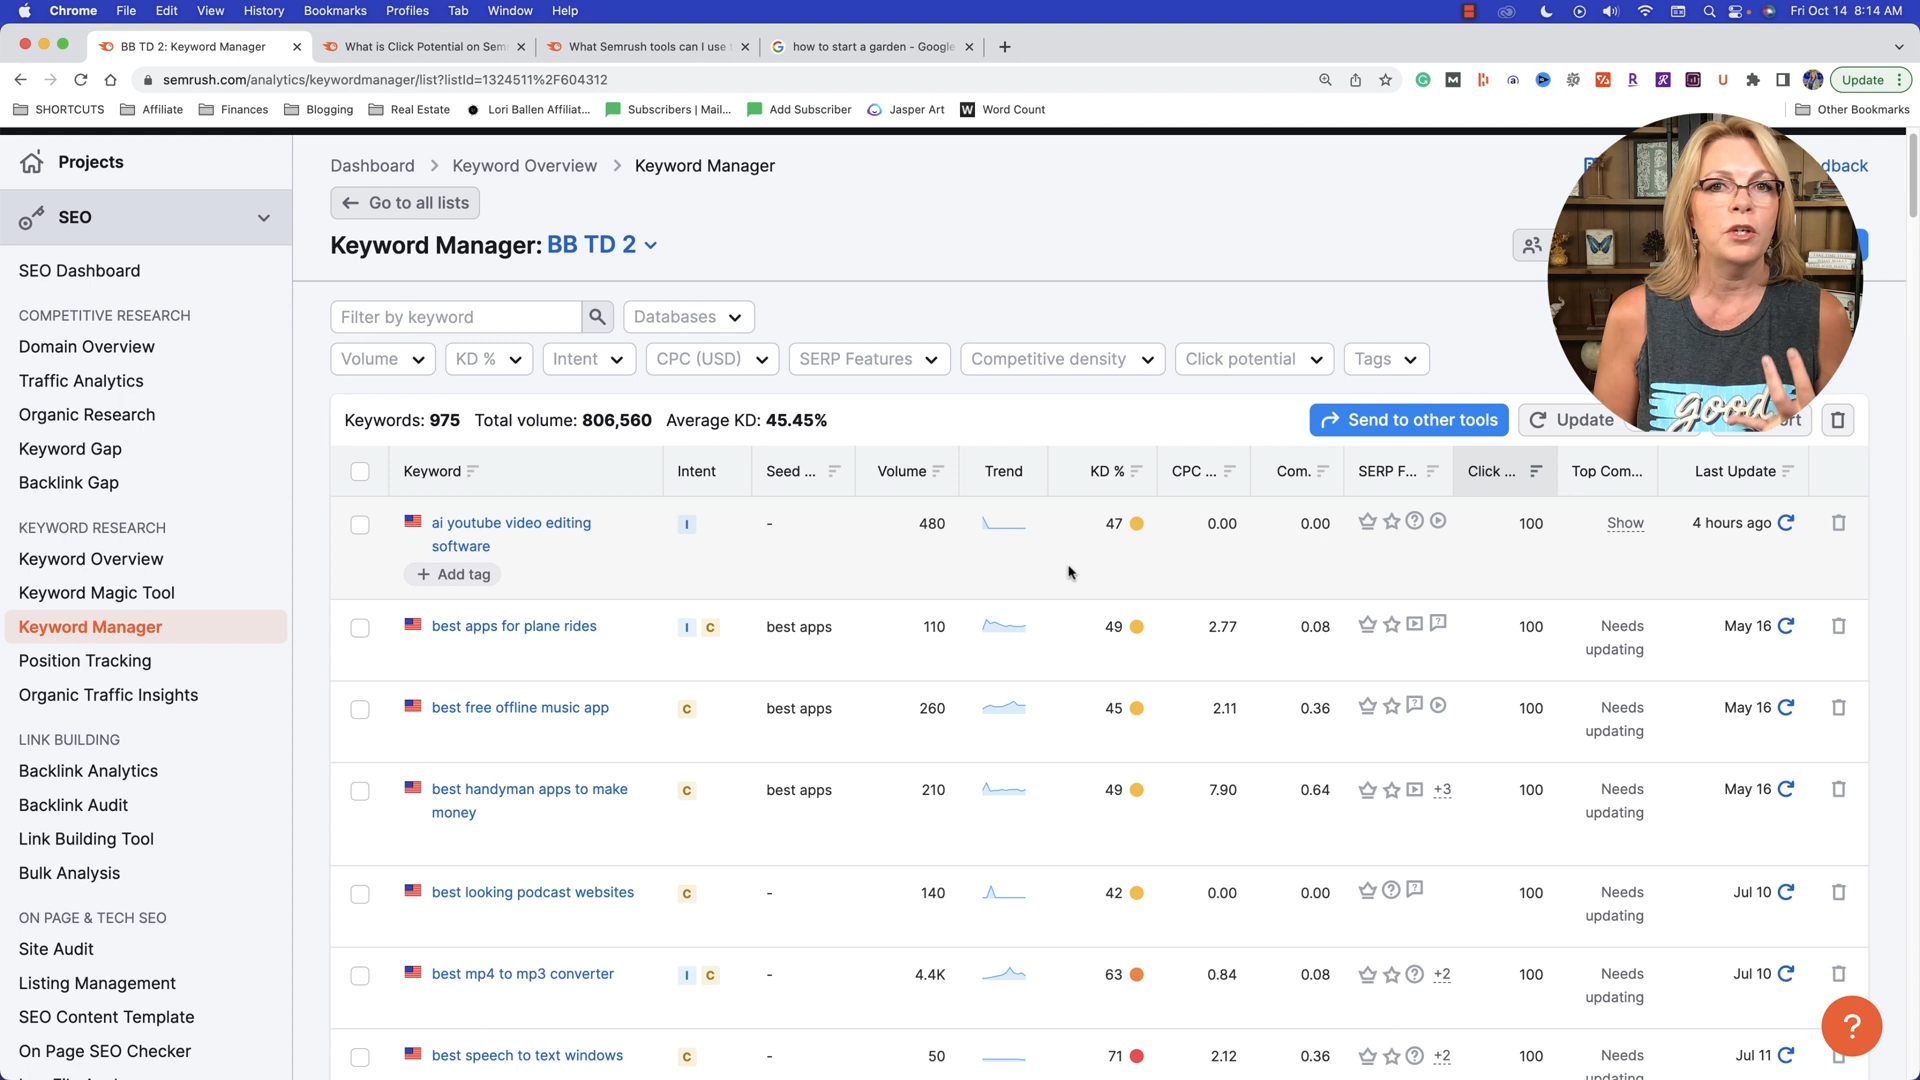 Chrome File Edit View History Bookmarks Profiles Tab Window Help Fri Oct 14 8:14 AM
BB TD 2: Keyword Manager What is Click Potential on Sem What Semrush tools can I use how to start a garden - Google
semrush.com/analytics/keywordmanager/list?listId=1324511%2F604312 Update
SHORTCUTS Affiliate Finances Blogging Real Estate Lori Ballen Affiliat... Subscribers | Mail... Add Subscriber Jasper Art Word Count Other Bookmarks
Projects
SEO
SEO Dashboard
COMPETITIVE RESEARCH
Domain Overview
Traffic Analytics
Organic Research
Keyword Gap
Backlink Gap
KEYWORD RESEARCH
Keyword Overview
Keyword Magic Tool
Keyword Manager
Position Tracking
Organic Traffic Insights
LINK BUILDING
Backlink Analytics
Backlink Audit
Link Building Tool
Bulk Analysis
ON PAGE & TECH SEO
Site Audit
Listing Management
SEO Content Template
On Page SEO Checker
Dashboard > Keyword Overview > Keyword Manager
dback
← Go to all lists
Keyword Manager: BB TD 2
good
Filter by keyword Databases
Volume KD % Intent CPC (USD) SERP Features Competitive density Click potential Tags
Keywords: 975 Total volume: 806,560 Average KD: 45.45% Send to other tools Update rt
Keyword Intent Seed ... Volume Trend KD % CPC ... Com. SERP F... Click ... Top Com... Last Update
ai youtube video editing I - 480 47 0.00 0.00 100 Show 4 hours ago
software
+ Add tag
best apps for plane rides I C best apps 110 49 2.77 0.08 100 Needs May 16
updating
best free offline music app C best apps 260 45 2.11 0.36 100 Needs May 16
updating
best handyman apps to make C best apps 210 49 7.90 0.64 +3 100 Needs May 16
money updating
best looking podcast websites C - 140 42 0.00 0.00 100 Needs Jul 10
updating
best mp4 to mp3 converter I C - 4.4K 63 0.84 0.08 +2 100 Needs Jul 10
updating
best speech to text windows C - 50 71 2.12 0.36 +2 100 Needs Jul 11
updating
?